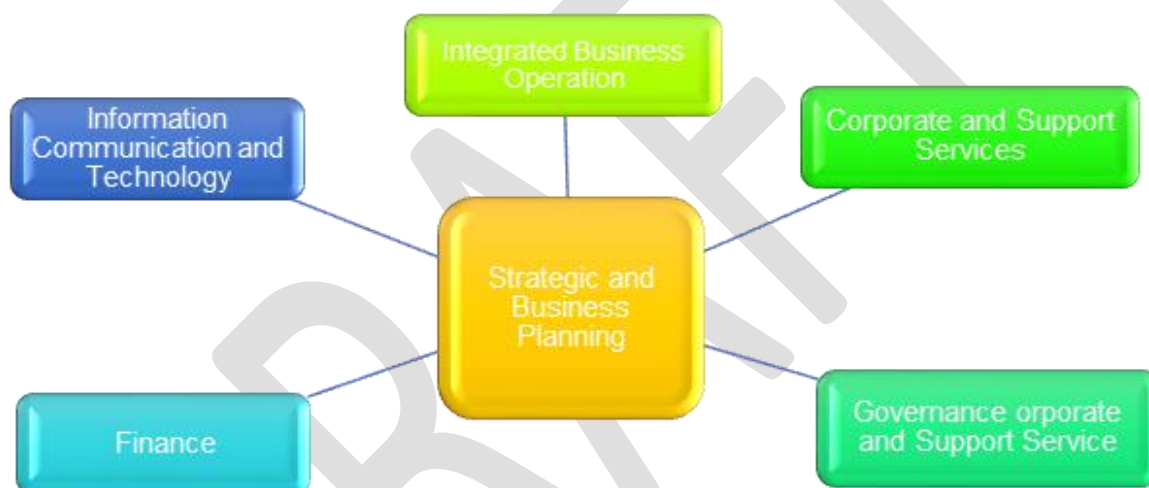 Integrated Business
Operation
Information
Communication and
Technology
Corporate and Support
Services
Strategic and
Business
Planning
Finance
Governance orporate
and Support Service
DRAFT